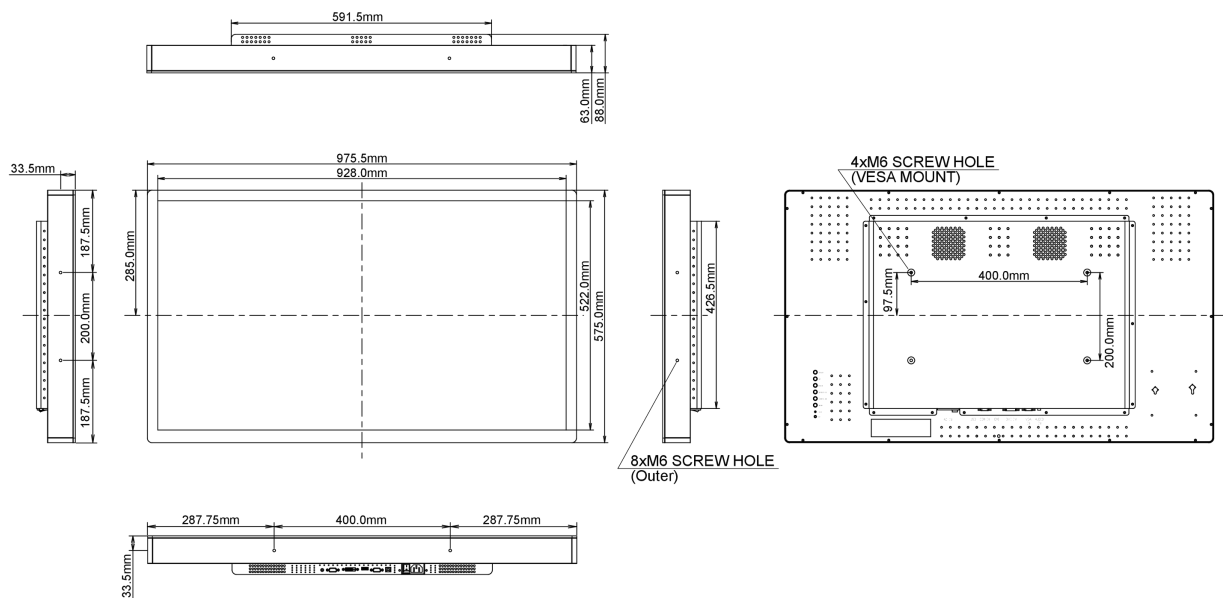 591.5mm
63.0mm
88.0mm
975.5mm
928.0mm
33.5mm
187.5mm
200.0mm
187.5mm
285.0mm
522.0mm
575.0mm
426.5mm
8xM6 SCREW HOLE
(Outer)
4xM6 SCREW HOLE
(VESA MOUNT)
400.0mm
97.5mm
200.0mm
287.75mm
400.0mm
287.75mm
33.5mm